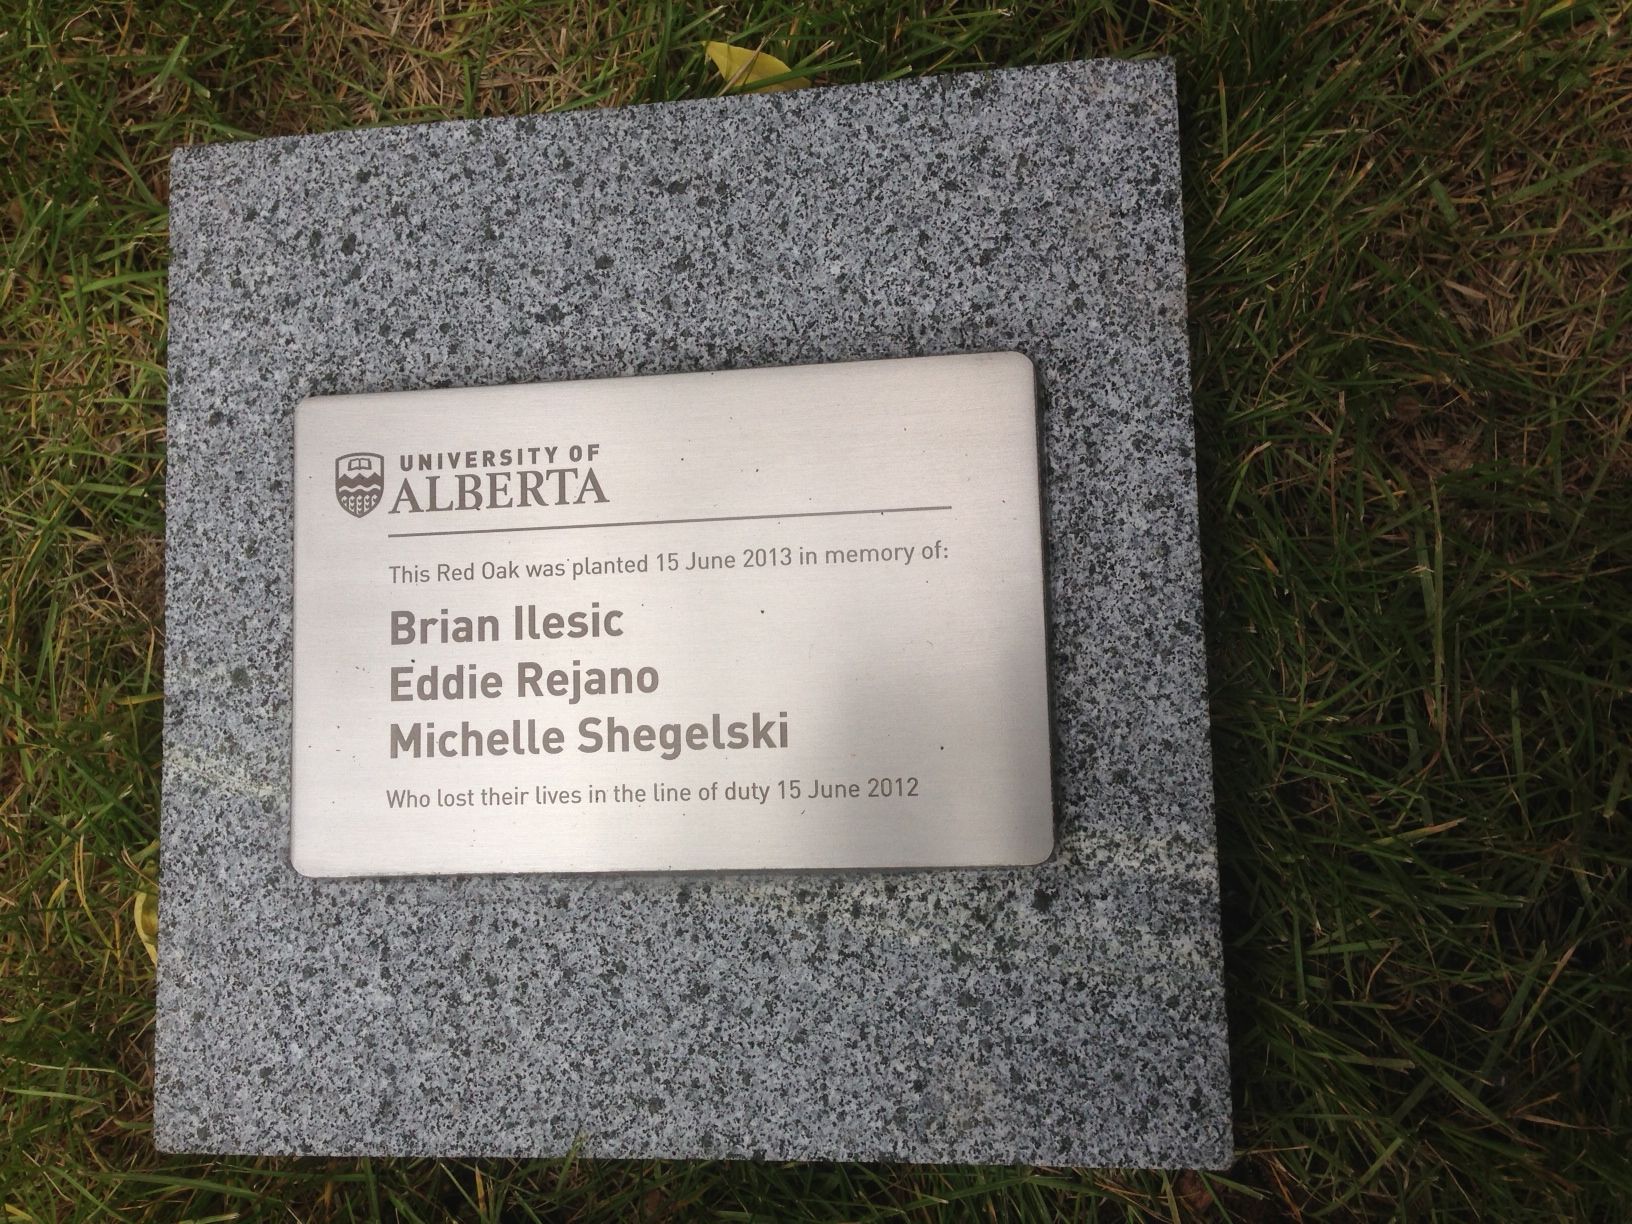 UNIVERSITY OF
ALBERTA
This Red Oak was planted 15 June 2013 in memory of:
Brian Ilesic
Eddie Rejano
Michelle Shegelski
Who lost their lives in the line of duty 15 June 2012